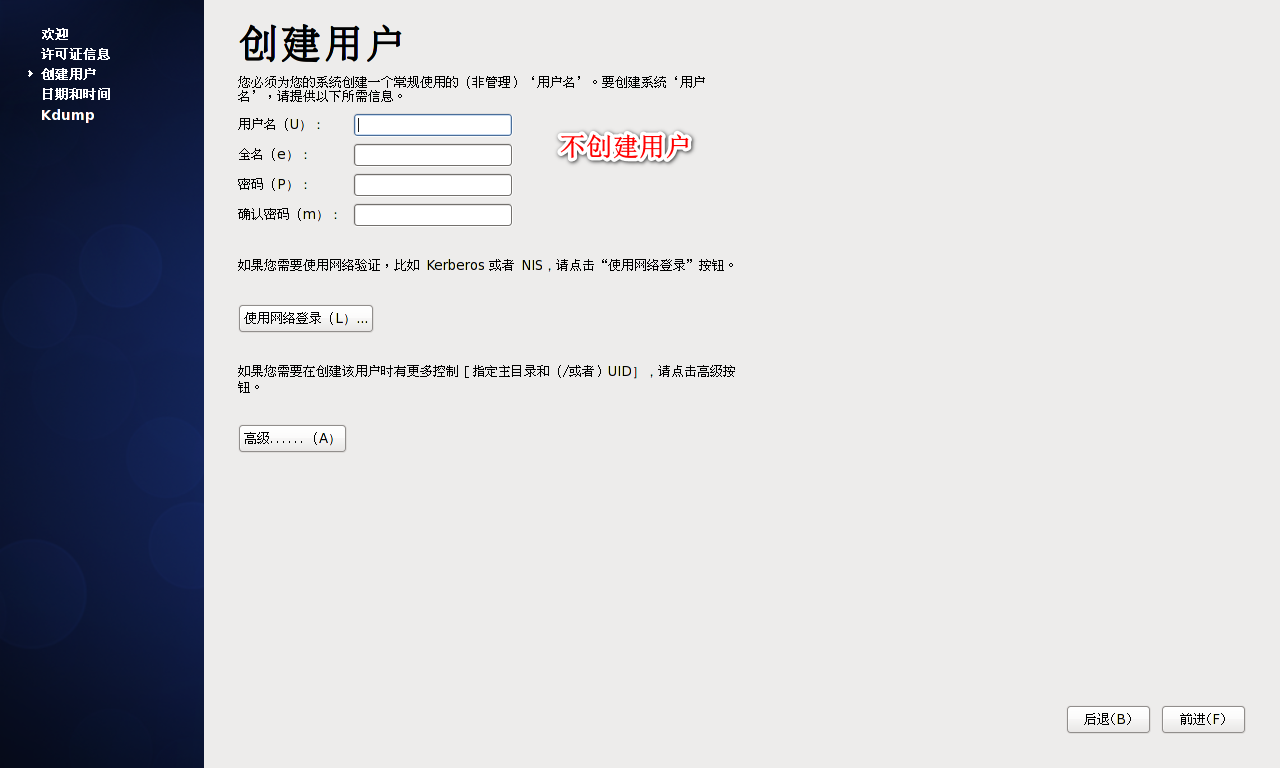 欢迎
许可证信息
创建用户
日期和时间
Kdump
创建用户
您必须为您的系统创建一个常规使用的（非管理）‘用户名’。要创建系统‘用户
名’，请提供以下所需信息。
用户名（U）：
不创建用户
全名（e）：
密码（P）：
确认密码（m）：
如果您需要使用网络验证，比如 Kerberos 或者 NIS，请点击“使用网络登录”按钮。
使用网络登录（L）...
如果您需要在创建该用户时有更多控制［指定主目录和（/或者）UID］，请点击高级按
钮。
高级......（A）
后退(B)
前进(F)